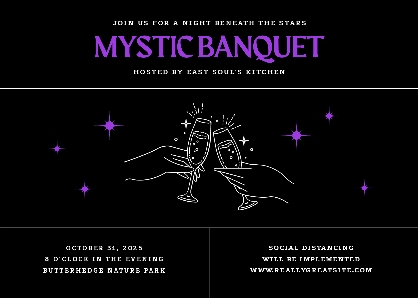 JOIN US FOR A NIGHT BENEATH THE STARS
MYSTIC BANQUET
HOSTED BY EAST SOUL'S KITCHEN
OCTOBER 31, 2025
8 O'CLOCK IN THE EVENING
BUTTERHEDGE NATURE PARK
SOCIAL DISTANCING
WILL BE IMPLEMENTED
WWW.REALLYGREATSITE.COM